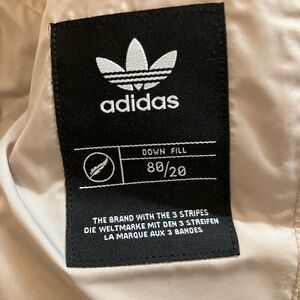 adidas
DOWN FILL
80/20
THE BRAND WITH THE 3 STRIPES
DIE WELTMARKE MIT DEN 3 STREIFEN
LA MARQUE AUX 3 BANDES